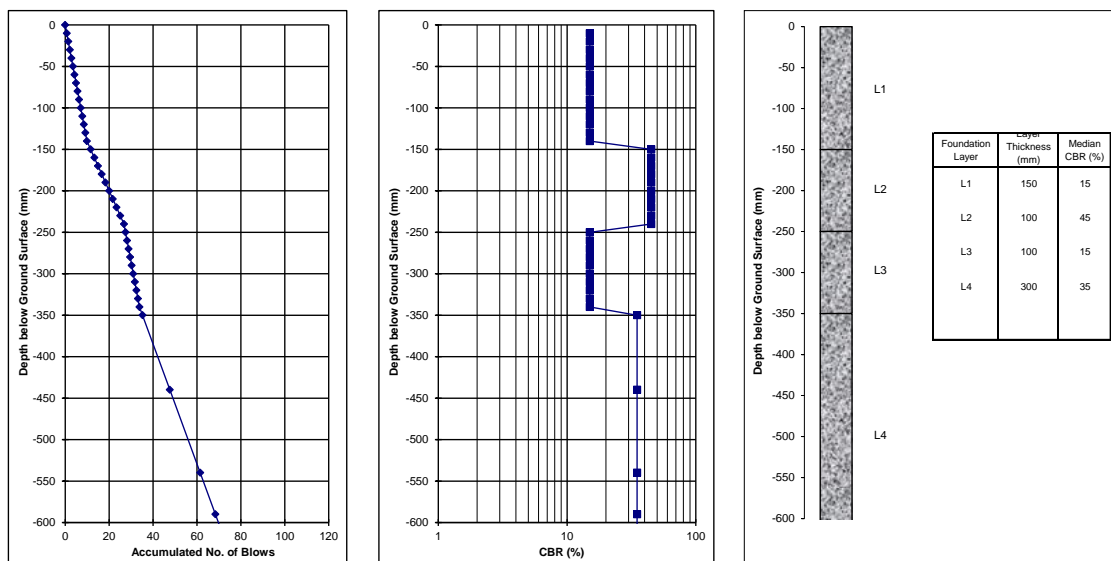 0
-50
-100
-150
-200
-250
-300
-350
-400
-450
-500
-550
-600
Depth below Ground Surface (mm)
0 20 40 60 80 100 120
Accumulated No. of Blows
0
-50
-100
-150
-200
-250
-300
-350
-400
-450
-500
-550
-600
Depth below Ground Surface (mm)
1 10 100
CBR (%)
0
-50
-100
-150
-200
-250
-300
-350
-400
-450
-500
-550
-600
Depth below Ground Surface (mm)
L1
L2
L3
L4
Foundation Layer Median
Layer Thickness CBR (%)
(mm)
L1 150 15
L2 100 45
L3 100 15
L4 300 35